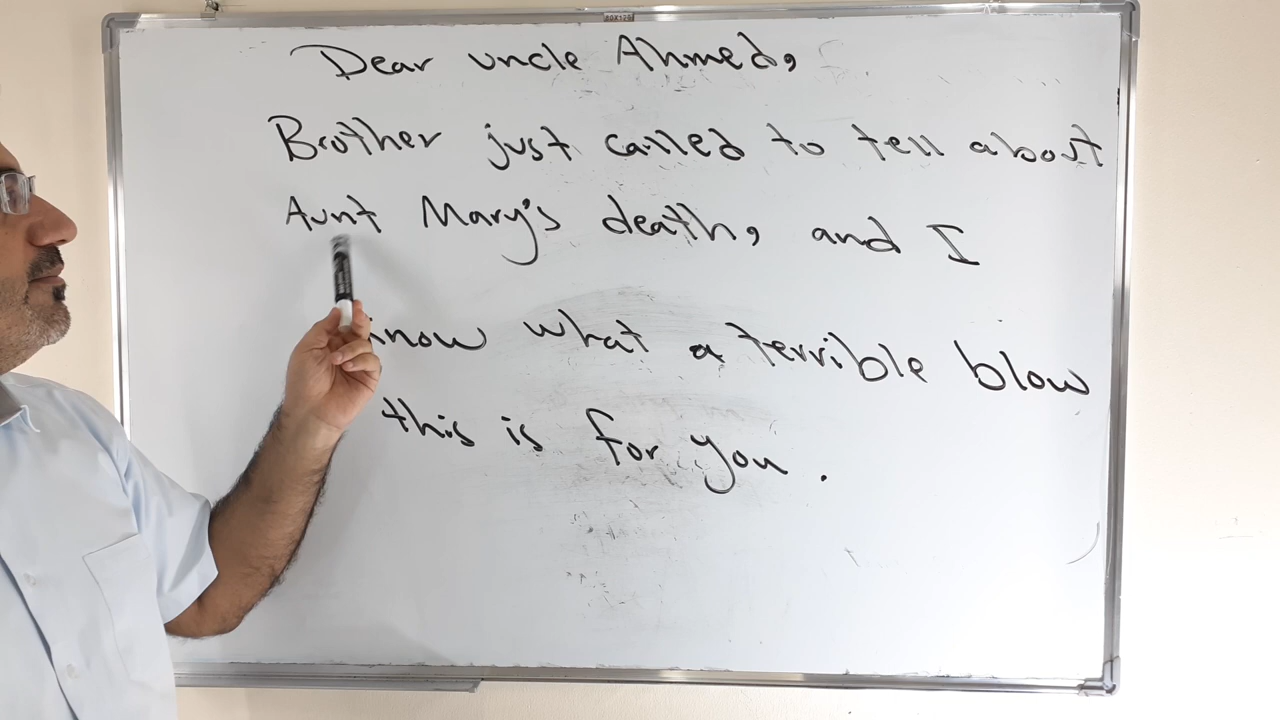 Dear uncle Ahmed,
Brother just called to tell about
Aunt Mary's death, and I
know what a terrible blow
this is for you.